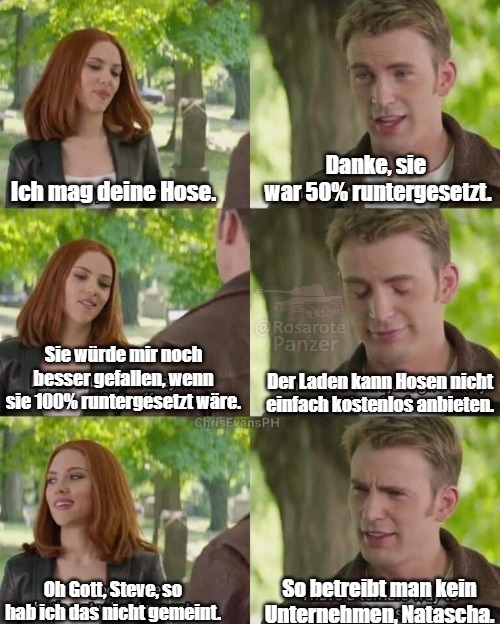 Ich mag deine Hose.
Danke, sie
war 50% runtergesetzt.
Sie würde mir noch
besser gefallen, wenn
sie 100% runtergesetzt wäre.
@Rosarote
Panzer
Der Laden kann Hosen nicht
einfach kostenlos anbieten.
ChrisEvansPH
Oh Gott, Steve, so
hab ich das nicht gemeint.
So betreibt man kein
Unternehmen, Natascha.